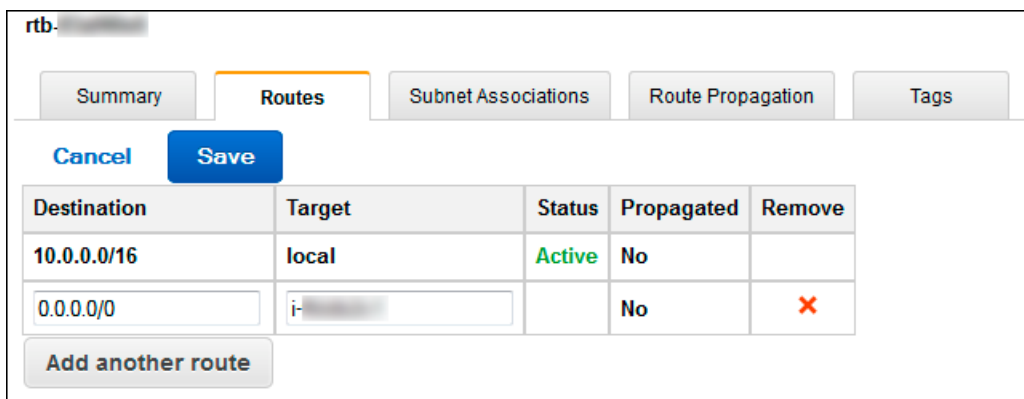 rtb-
Summary Routes Subnet Associations Route Propagation Tags
Cancel Save
Destination Target Status Propagated Remove
10.0.0.0/16 local Active No
0.0.0.0/0 i- No
Add another route